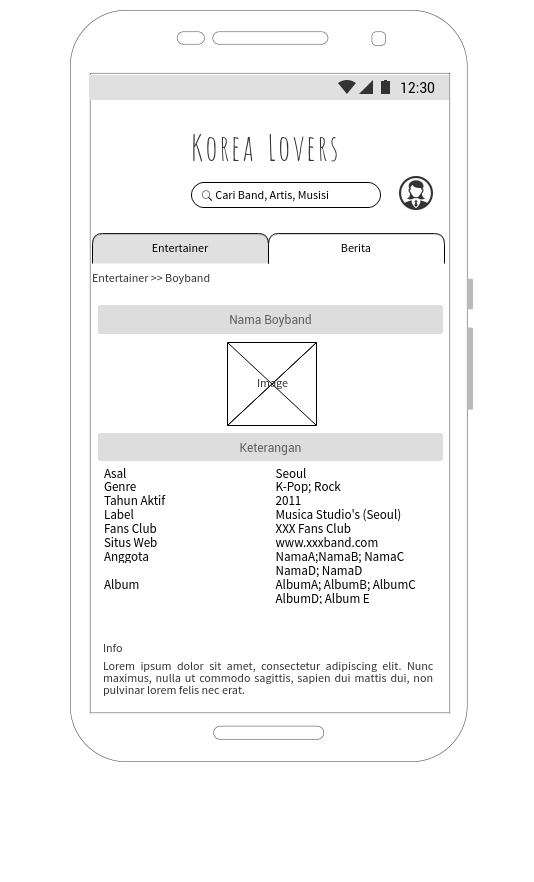 12:30
Korea Lovers
Cari Band, Artis, Musisi
Entertainer Berita
Entertainer >> Boyband
Nama Boyband
Image
Keterangan
Asal Seoul
Genre K-Pop; Rock
Tahun Aktif 2011
Label Musica Studio's (Seoul)
Fans Club XXX Fans Club
Situs Web www.xxxband.com
Anggota NamaA;NamaB; NamaC
NamaD; NamaD
Album AlbumA; AlbumB; AlbumC
AlbumD; Album E
Info
Lorem ipsum dolor sit amet, consectetur adipiscing elit. Nunc
maximus, nulla ut commodo sagittis, sapien dui mattis dui, non
pulvinar lorem felis nec erat.